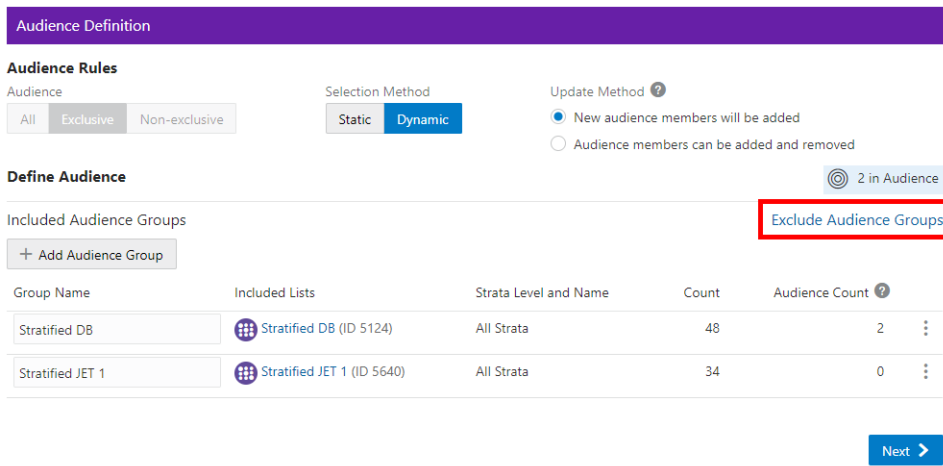 Audience Definition
Audience Rules
Audience
Selection Method
Update Method ?
All Exclusive Non-exclusive
Static Dynamic
New audience members will be added
Audience members can be added and removed
Define Audience
2 in Audience
Included Audience Groups
Exclude Audience Groups
+ Add Audience Group
Group Name Included Lists Strata Level and Name Count Audience Count ?
Stratified DB Stratified DB (ID 5124) All Strata 48 2
Stratified JET 1 Stratified JET 1 (ID 5640) All Strata 34 0
Next